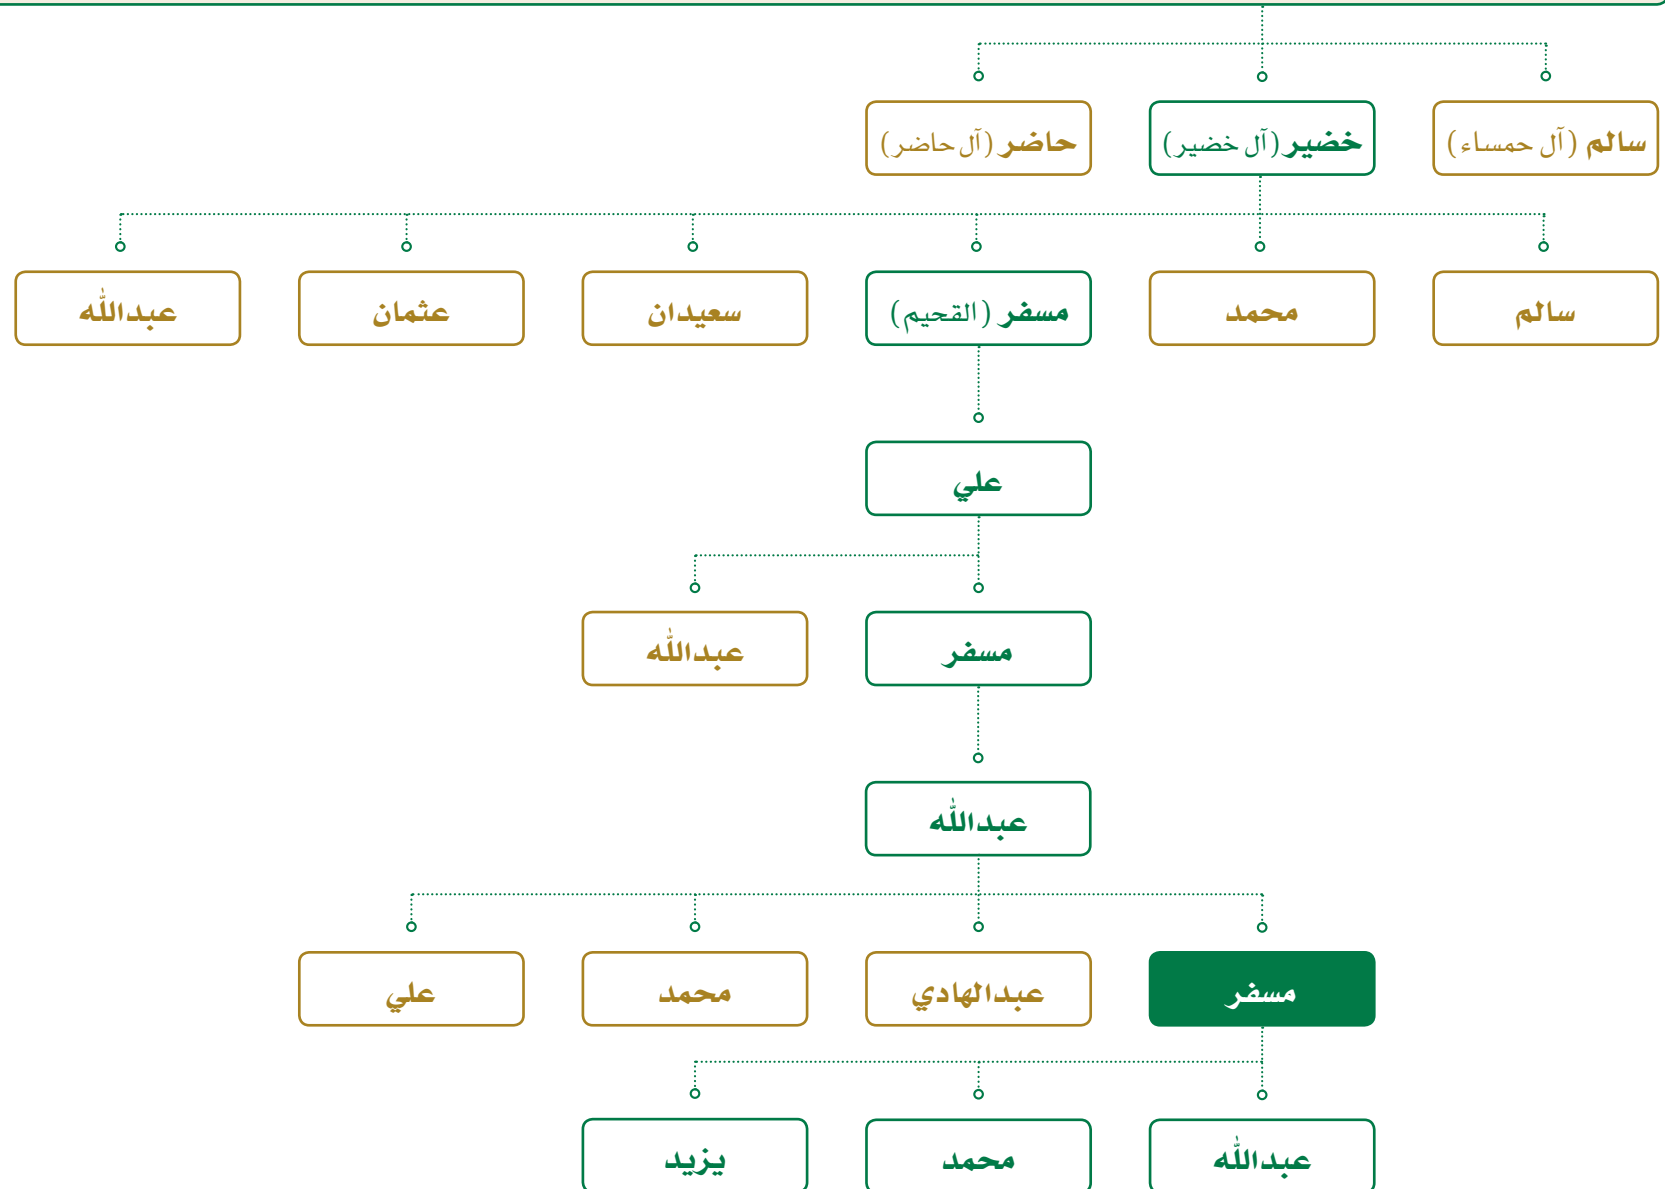 سالم (آل حمساء) خضير (آل خضير) حاضر (آل حاضر)
سالم محمد مسفر (القحيم) سعيدان عثمان عبدالله
علي
مسفر عبدالله
عبدالله
مسفر عبدالهادي محمد علي
عبدالله محمد يزيد